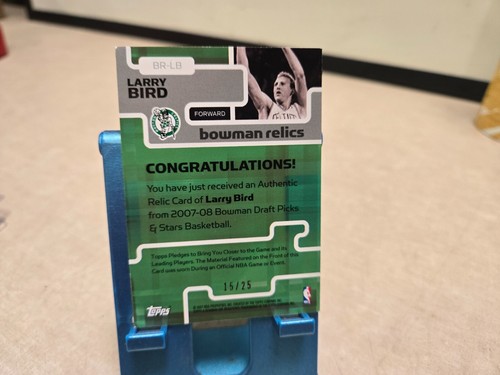 BR-LB
LARRY
BIRD
FORWARD
bowman relics
CONGRATULATIONS!
You have just received an Authentic
Relic Card of Larry Bird
from 2007-08 Bowman Draft Picks
& Stars Basketball.
Topps Pledges to Bring You Closer to the Game and its
Leading Players. The Material Featured on the Front of this
Card was worn During an Official NBA Game or Event.
15/25
Topps